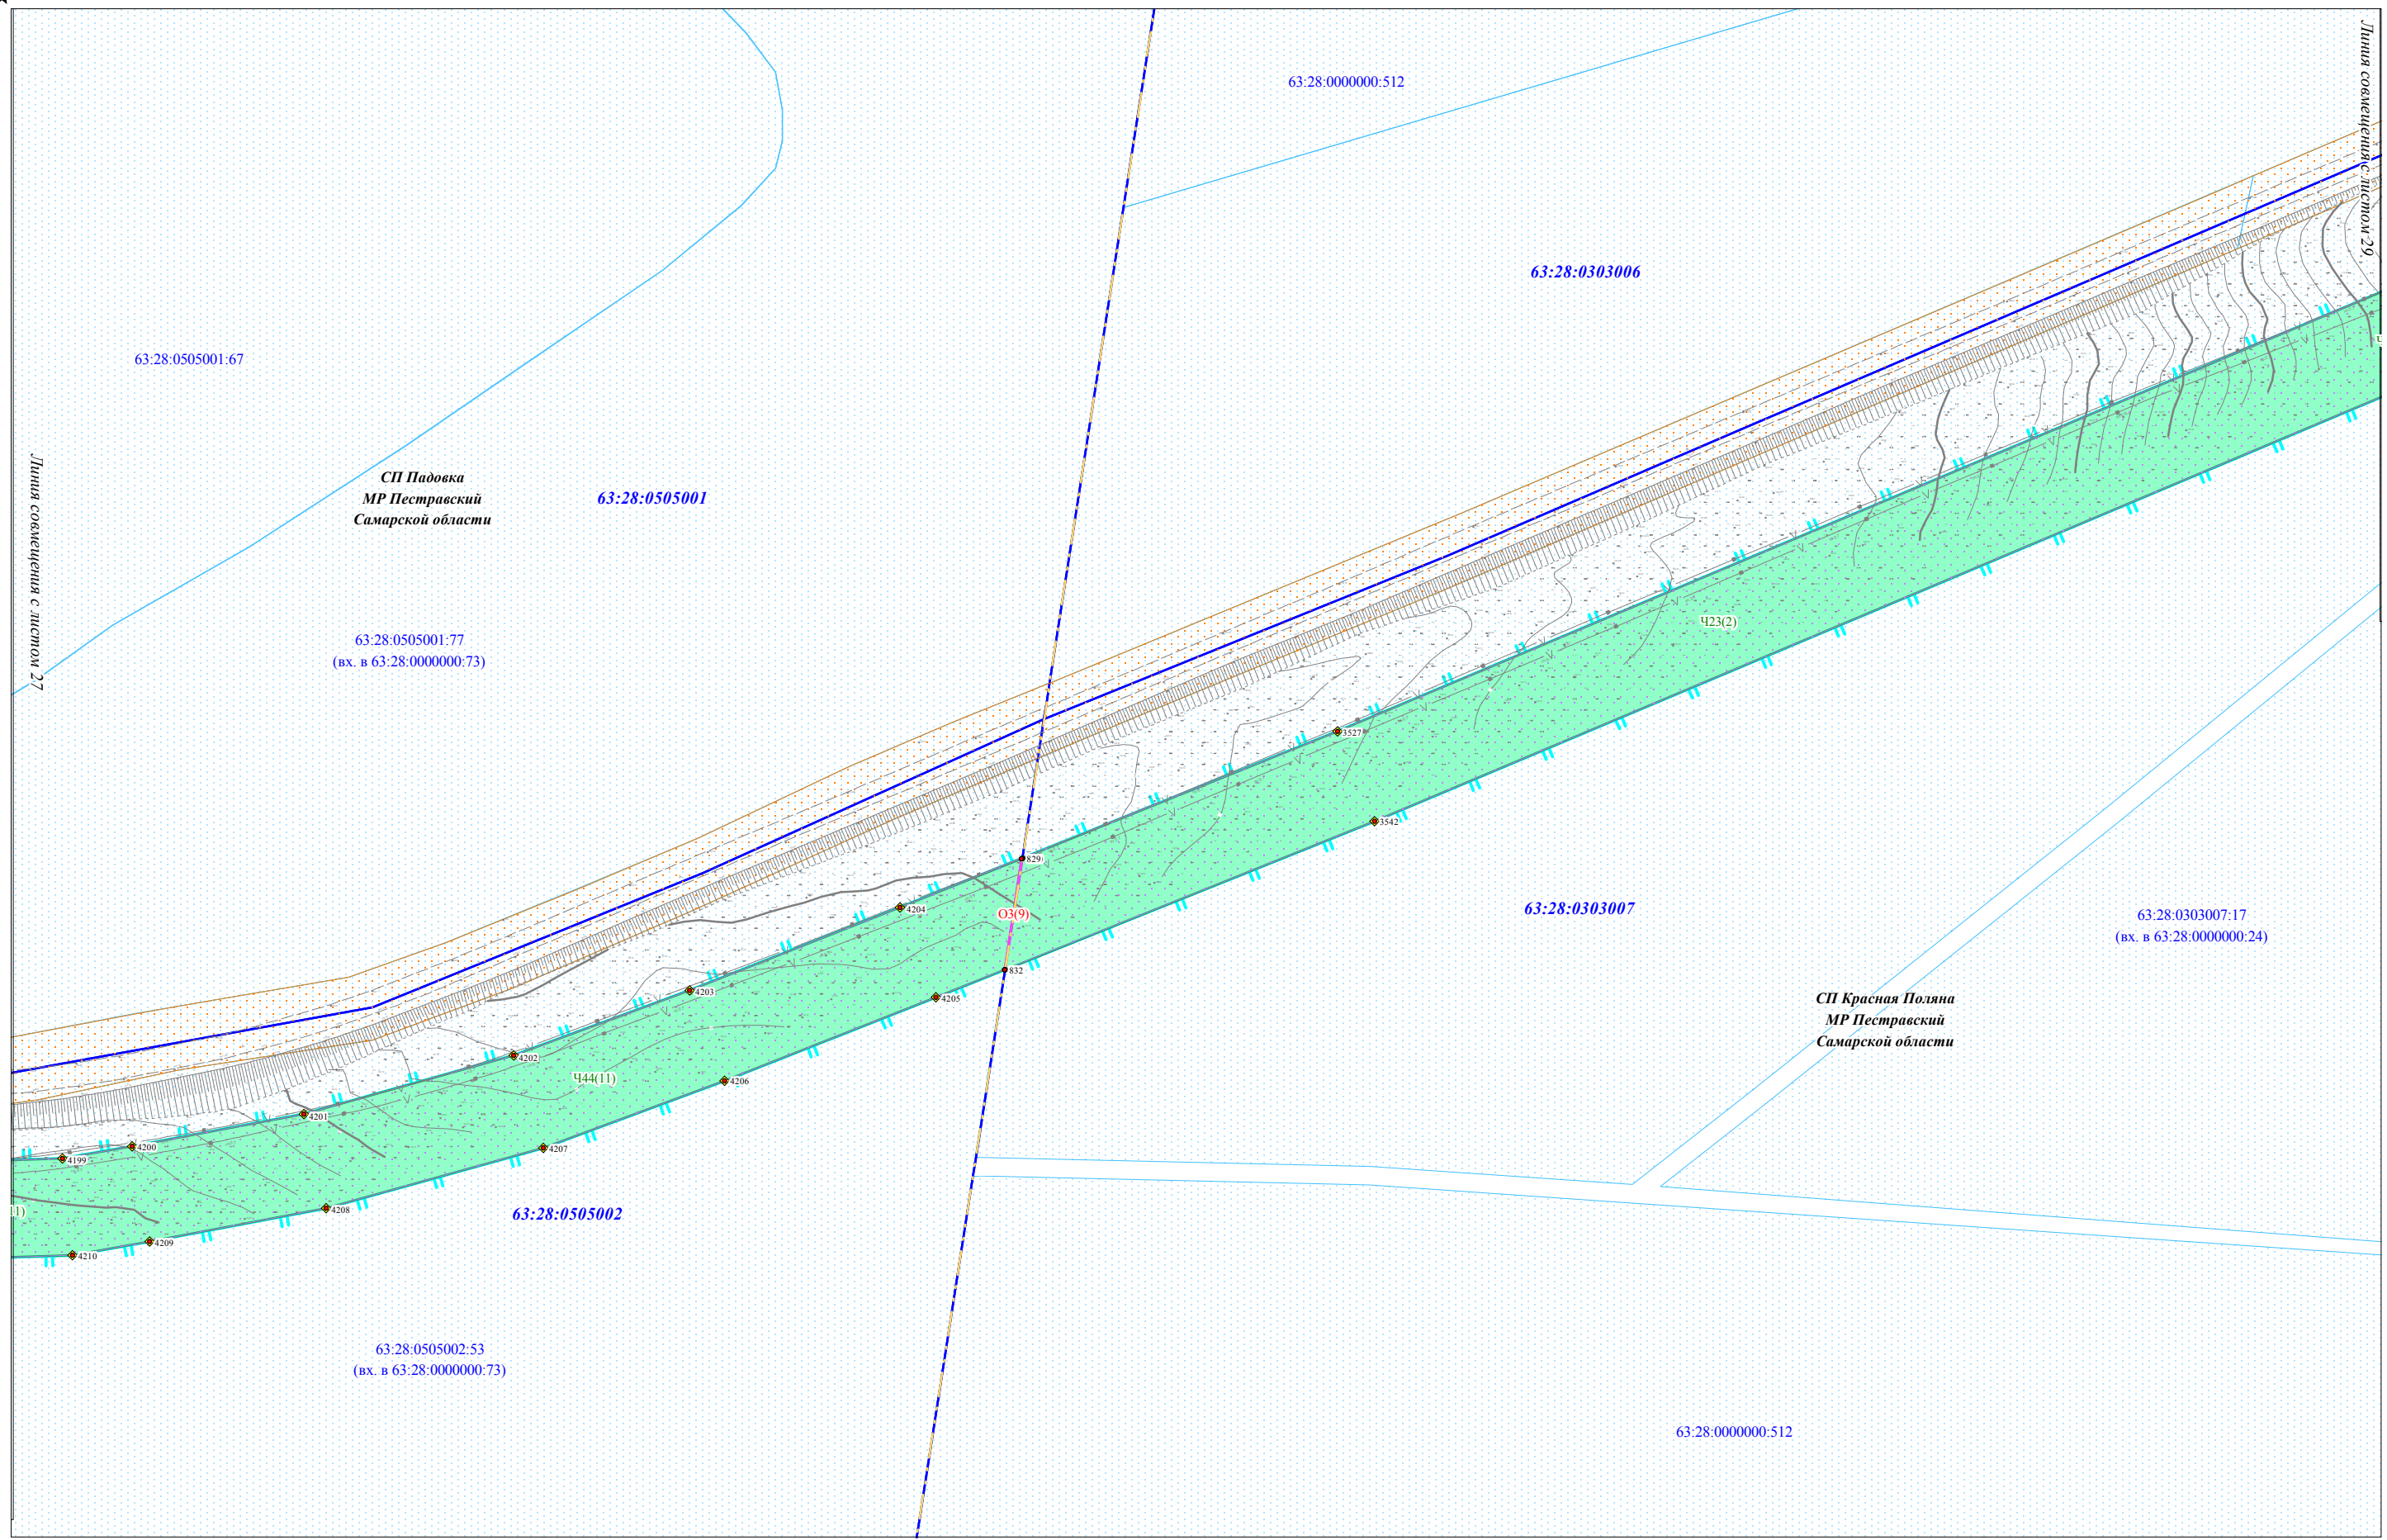 63:28:0000000:512
Линия совмещения с листом 29
63:28:0303006
63:28:0505001:67
СП Падовка
МР Пестравский
Самарской области
63:28:0505001
Линия совмещения с листом 27
63:28:0505001:77
(вх. в 63:28:0000000:73)
Ч23(2)
3527
3542
829
4204
О3(9)
63:28:0303007
63:28:0303007:17
(вх. в 63:28:0000000:24)
832
4203
4205
СП Красная Поляна
МР Пестравский
Самарской области
4202
Ч44(11)
4206
4201
4200
4207
4199
4208
11)
63:28:0505002
4209
4210
63:28:0505002:53
(вх. в 63:28:0000000:73)
63:28:0000000:512